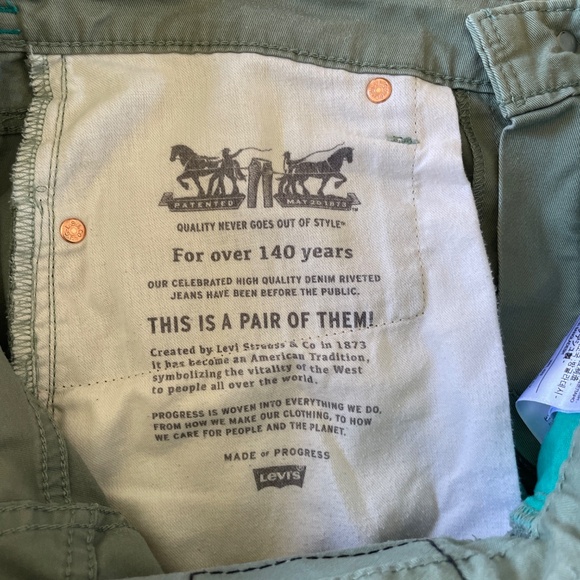 PATENTED MAY 20 1873
QUALITY NEVER GOES OUT OF STYLE™
For over 140 years
OUR CELEBRATED HIGH QUALITY DENIM RIVETED
JEANS HAVE BEEN BEFORE THE PUBLIC.
THIS IS A PAIR OF THEM!
Created by Levi Strauss & Co in 1873
it has become an American Tradition,
symbolizing the vitality of the West
to people all over the world.
PROGRESS IS WOVEN INTO EVERYTHING WE DO,
FROM HOW WE MAKE OUR CLOTHING, TO HOW
WE CARE FOR PEOPLE AND THE PLANET.
MADE OF PROGRESS
LEVI'S